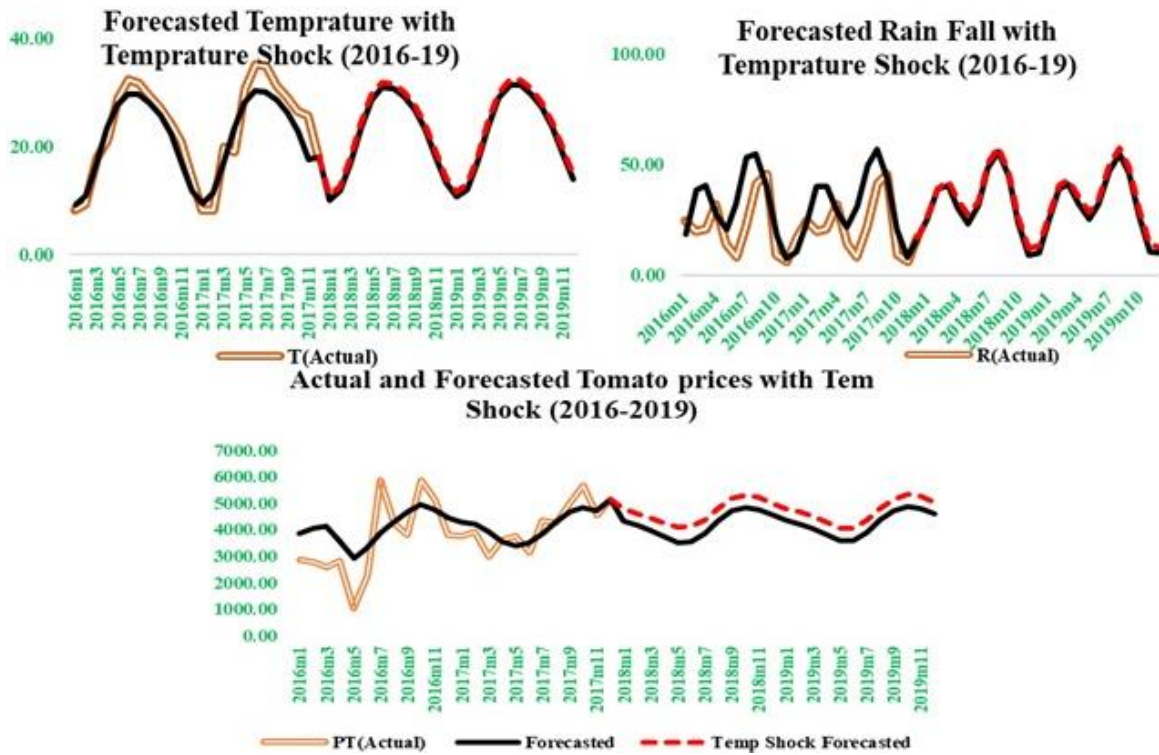 Forecasted Temprature with
Temprature Shock (2016-19)
40.00
20.00
0.00
2016m1
2016m3
2016m5
2016m7
2016m9
2016m11
2017m1
2017m3
2017m5
2017m7
2017m9
2017m11
2018m1
2018m3
2018m5
2018m7
2018m9
2018m11
2019m1
2019m3
2019m5
2019m7
2019m9
2019m11
T(Actual)
Forecasted Rain Fall with
Temprature Shock (2016-19)
100.00
50.00
0.00
2016m1
2016m4
2016m7
2016m10
2017m1
2017m4
2017m7
2017m10
2018m1
2018m4
2018m7
2018m10
2019m1
2019m4
2019m7
2019m10
R(Actual)
Actual and Forecasted Tomato prices with Tem
Shock (2016-2019)
7000.00
6000.00
5000.00
4000.00
3000.00
2000.00
1000.00
0.00
2016m1
2016m3
2016m5
2016m7
2016m9
2016m11
2017m1
2017m3
2017m5
2017m7
2017m9
2017m11
2018m1
2018m3
2018m5
2018m7
2018m9
2018m11
2019m1
2019m3
2019m5
2019m7
2019m9
2019m11
PT(Actual)
Forecasted
Temp Shock Forecasted